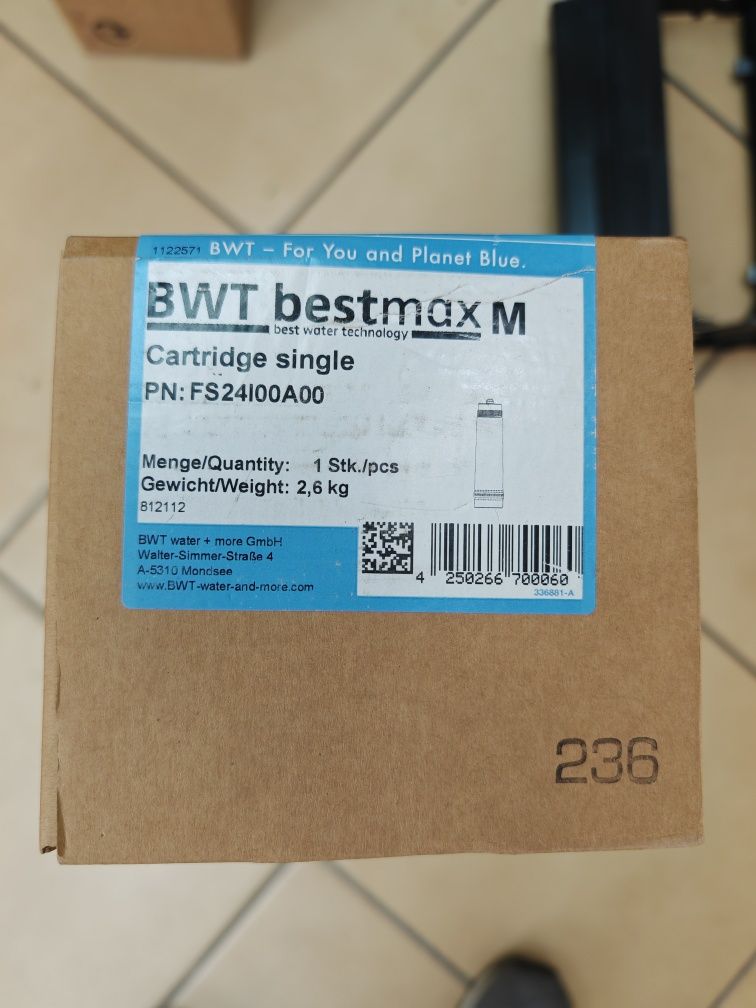 1122571 BWT – For You and Planet Blue.
BWT bestmax M
best water technology
Cartridge single
PN: FS24I00A00
Menge/Quantity: 1 Stk./pcs
Gewicht/Weight: 2,6 kg
812112
BWT water + more GmbH
Walter-Simmer-Straße 4
A-5310 Mondsee
www.BWT-water-and-more.com
4 250266 700060
336881-A
236